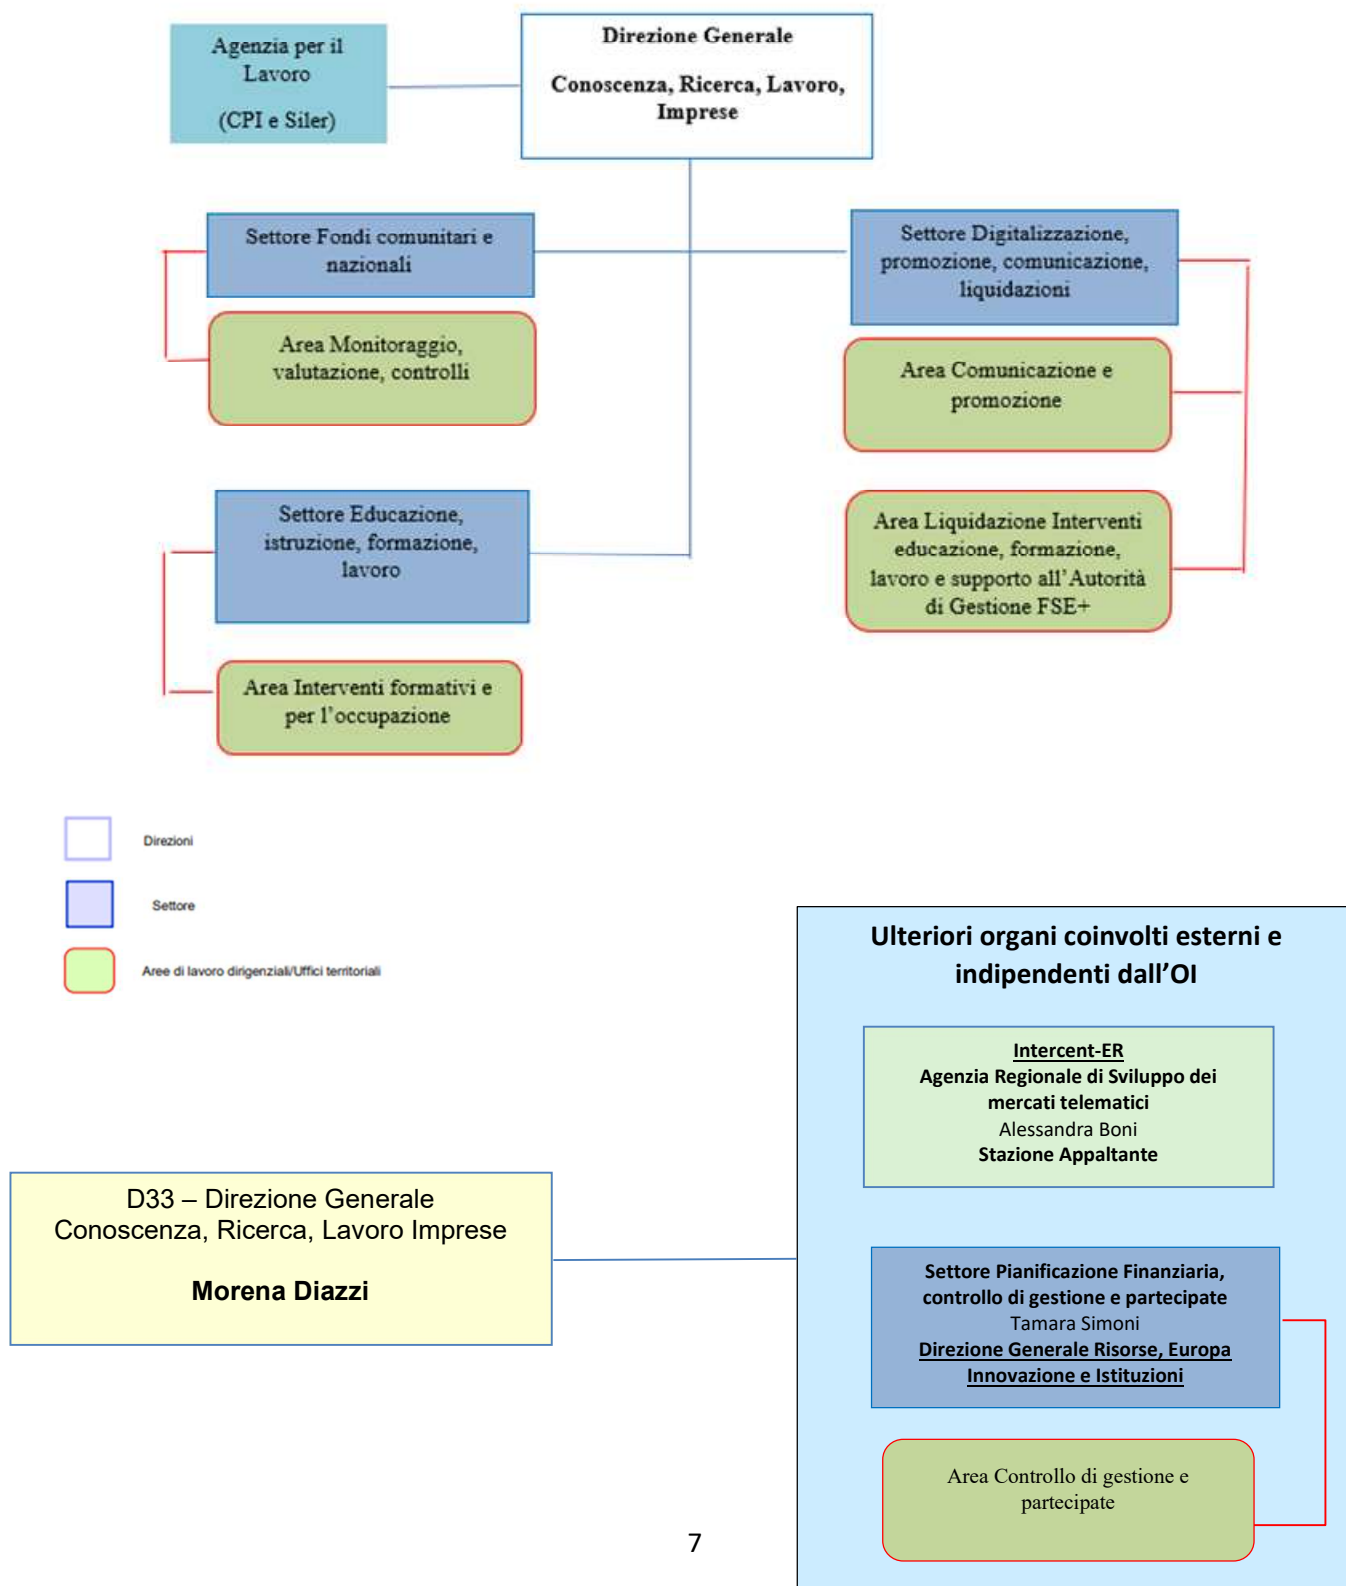 Agenzia per il
Lavoro
(CPI e Siler)
Direzione Generale
Conoscenza, Ricerca, Lavoro,
Imprese
Settore Fondi comunitari e
nazionali
Area Monitoraggio,
valutazione, controlli
Settore Digitalizzazione,
promozione, comunicazione,
liquidazioni
Area Comunicazione e
promozione
Settore Educazione,
istruzione, formazione,
lavoro
Area Liquidazione Interventi
educazione, formazione,
lavoro e supporto all’Autorità
di Gestione FSE+
Area Interventi formativi e
per l’occupazione
Direzioni
Settore
Aree di lavoro dirigenziali/Uffici territoriali
Ulteriori organi coinvolti esterni e
indipendenti dall’OI
Intercent-ER
Agenzia Regionale di Sviluppo dei
mercati telematici
Alessandra Boni
Stazione Appaltante
D33 – Direzione Generale
Conoscenza, Ricerca, Lavoro Imprese
Morena Diazzi
Settore Pianificazione Finanziaria,
controllo di gestione e partecipate
Tamara Simoni
Direzione Generale Risorse, Europa
Innovazione e Istituzioni
Area Controllo di gestione e
partecipate
7